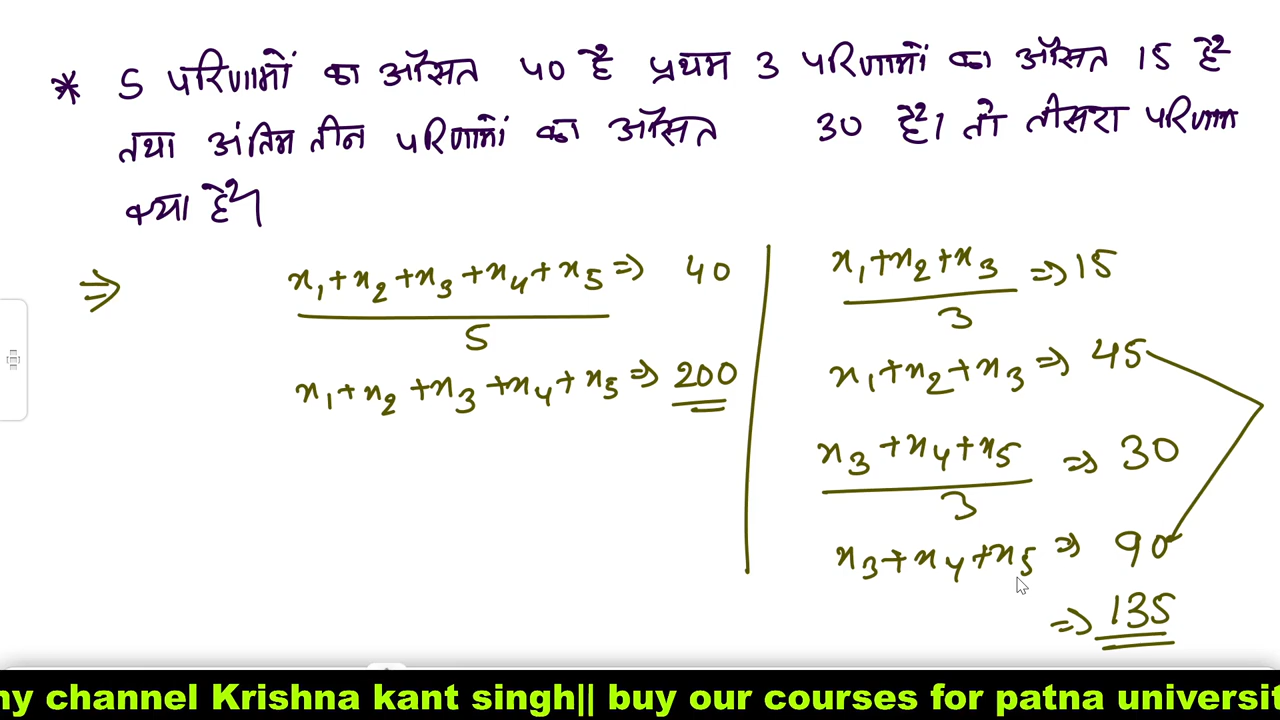 * 5 परिणामों का औसत 40 है प्रथम 3 परिणामों का औसत 15 है
तथा अंतिम तीन परिणामों का औसत 30 है। तो तीसरा परिणाम
क्या है।
⇒ x₁+x₂+x₃+x₄+x₅ ⇒ 40
5
x₁+x₂+x₃+x₄+x₅ ⇒ 200
x₁+x₂+x₃ ⇒ 15
3
x₁+x₂+x₃ ⇒ 45
x₃+x₄+x₅ ⇒ 30
3
x₃+x₄+x₅ ⇒ 90
⇒ 135
ny channel Krishna kant singh|| buy our courses for patna universit